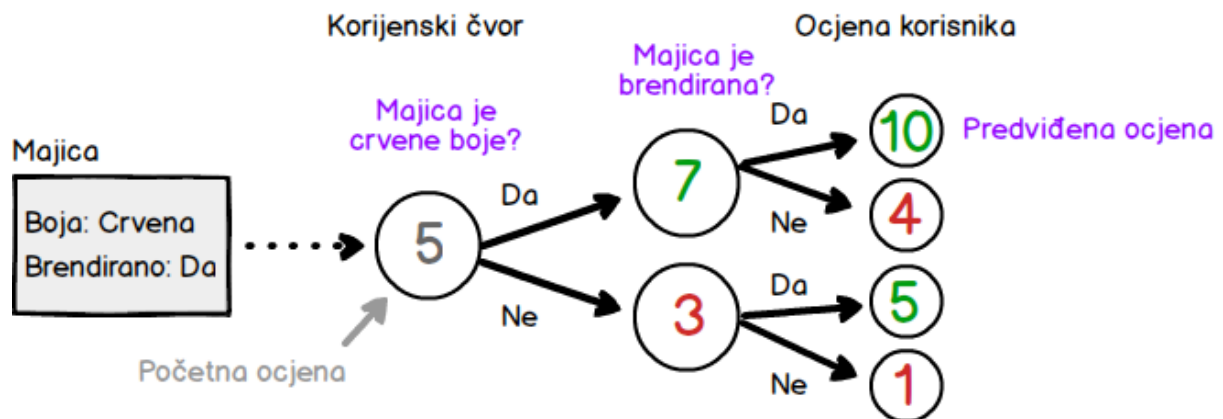 Korijenski čvor
Ocjena korisnika
Majica je
brendirana?
Majica je
crvene boje?
Da
10
Predviđena ocjena
Majica
7
Da
Ne
4
Boja: Crvena
Brendirano: Da
5
Ne
3
Da
5
Početna ocjena
Ne
1